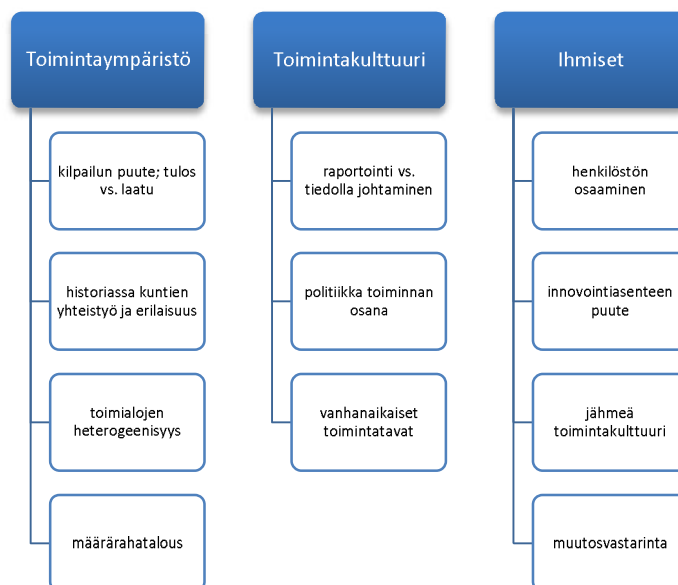 Toimintaympäristö
kilpailun puute; tulos
vs. laatu
historiassa kuntien
yhteistyö ja erilaisuus
toimialojen
heterogeenisyys
määrärahatalous
Toimintakulttuuri
raportointi vs.
tiedolla johtaminen
politiikka toiminnan
osana
vanhanaikaiset
toimintatavat
Ihmiset
henkilöstön
osaaminen
innovointiasenteen
puute
jähmeä
toimintakulttuuri
muutosvastarinta